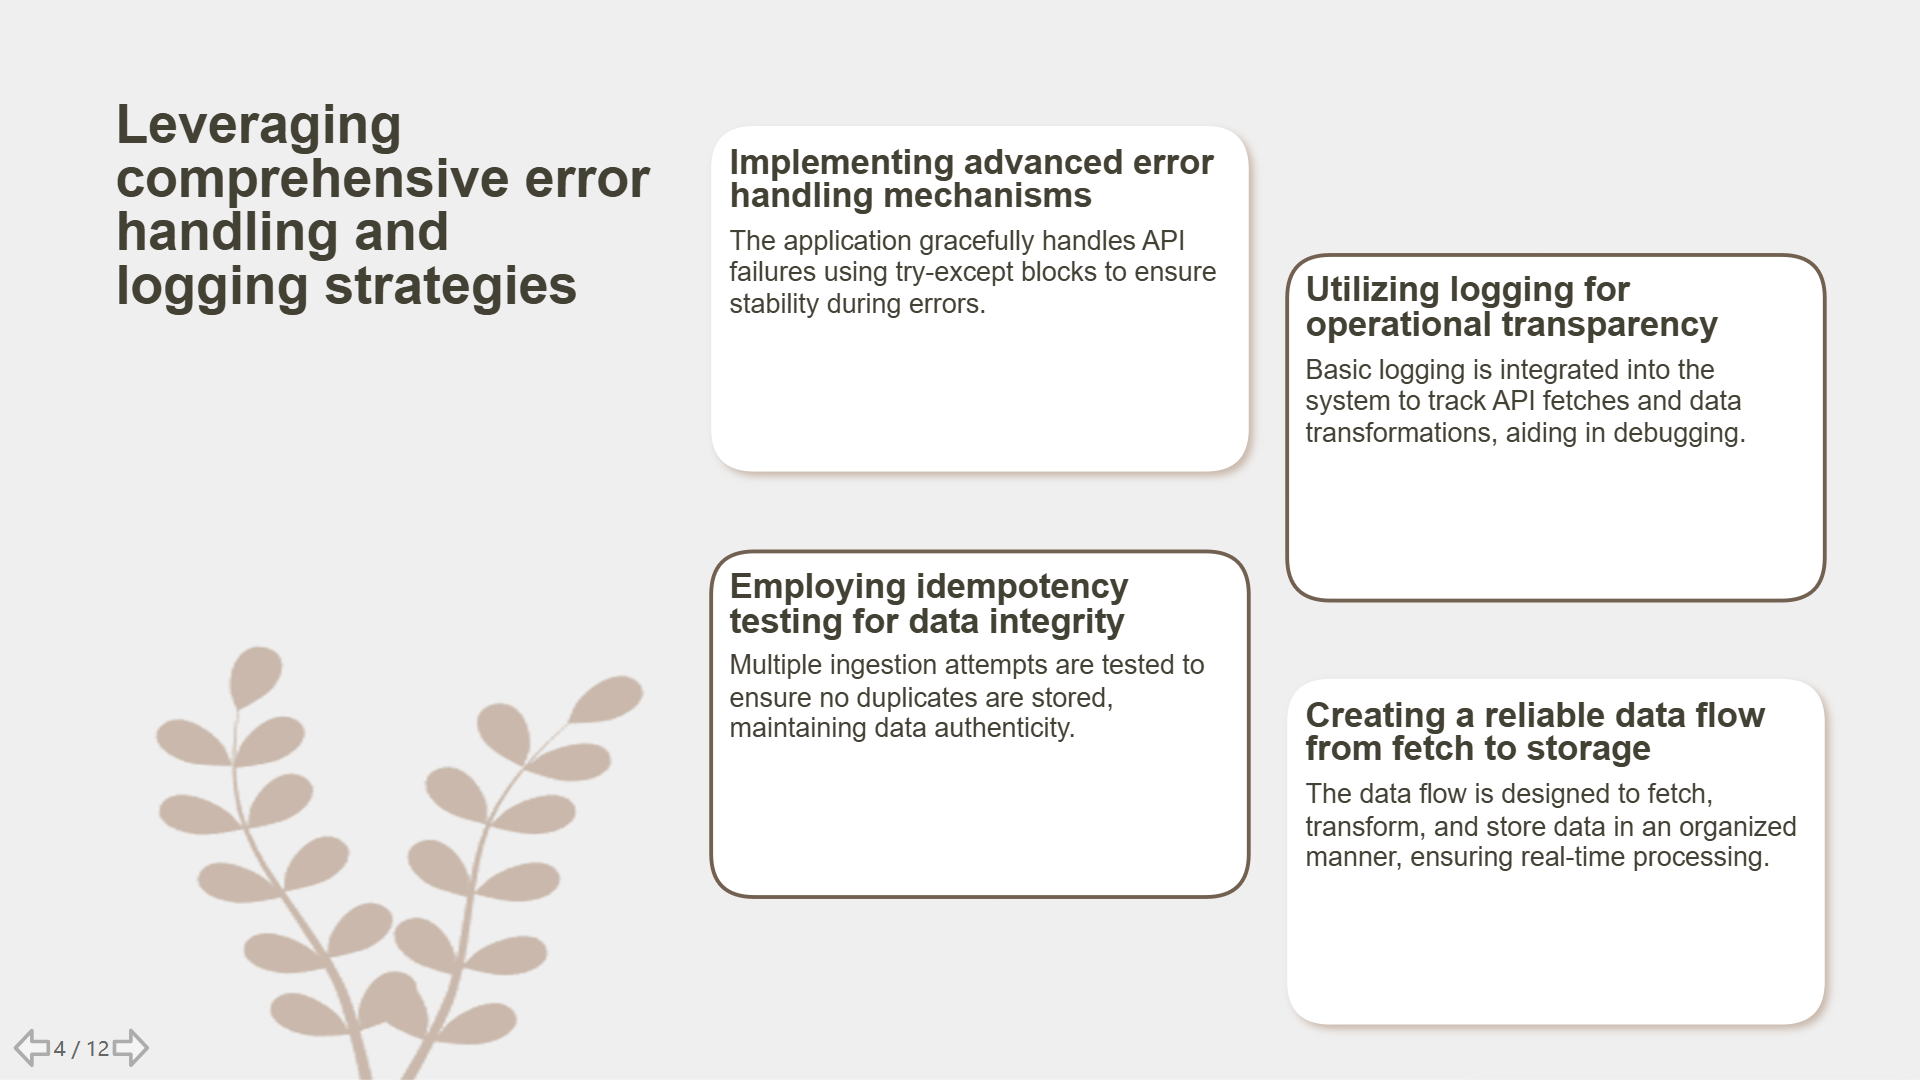 Leveraging
comprehensive error
handling and
logging strategies
Implementing advanced error
handling mechanisms
The application gracefully handles API
failures using try-except blocks to ensure
stability during errors.
Utilizing logging for
operational transparency
Basic logging is integrated into the
system to track API fetches and data
transformations, aiding in debugging.
Employing idempotency
testing for data integrity
Multiple ingestion attempts are tested to
ensure no duplicates are stored,
maintaining data authenticity.
Creating a reliable data flow
from fetch to storage
The data flow is designed to fetch,
transform, and store data in an organized
manner, ensuring real-time processing.
4 / 12